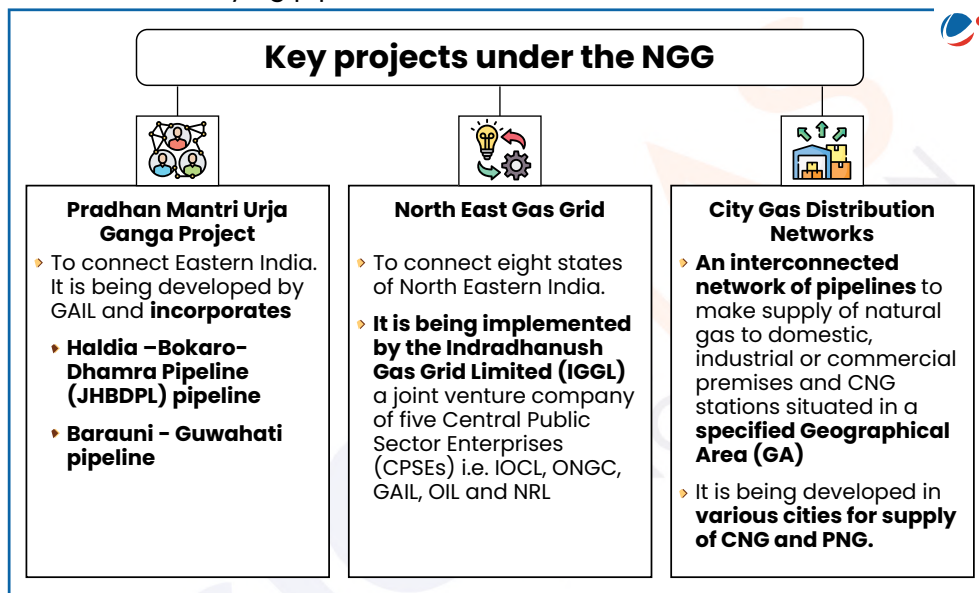 Key projects under the NGG
Pradhan Mantri Urja
Ganga Project
To connect Eastern India.
It is being developed by
GAIL and incorporates
Haldia –Bokaro-
Dhamra Pipeline
(JHBDPL) pipeline
Barauni - Guwahati
pipeline
North East Gas Grid
To connect eight states
of North Eastern India.
It is being implemented
by the Indradhanush
Gas Grid Limited (IGGL)
a joint venture company
of five Central Public
Sector Enterprises
(CPSEs) i.e. IOCL, ONGC,
GAIL, OIL and NRL
City Gas Distribution
Networks
An interconnected
network of pipelines to
make supply of natural
gas to domestic,
industrial or commercial
premises and CNG
stations situated in a
specified Geographical
Area (GA)
It is being developed in
various cities for supply
of CNG and PNG.